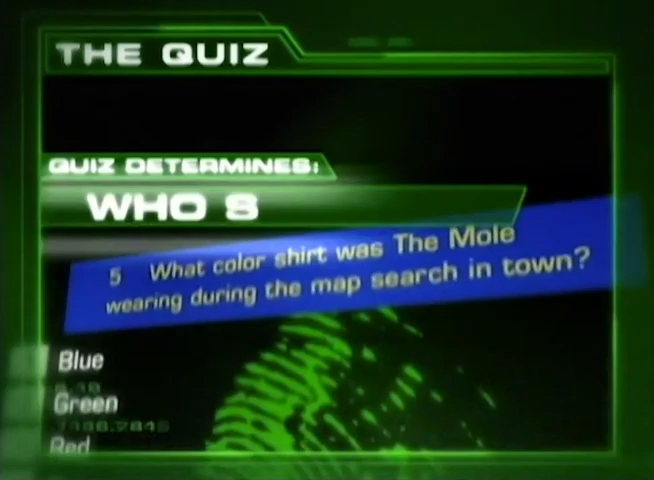 THE QUIZ
QUIZ DETERMINES:
WHO S
5 What color shirt was The Mole
wearing during the map search in town?
Blue
Green
Red